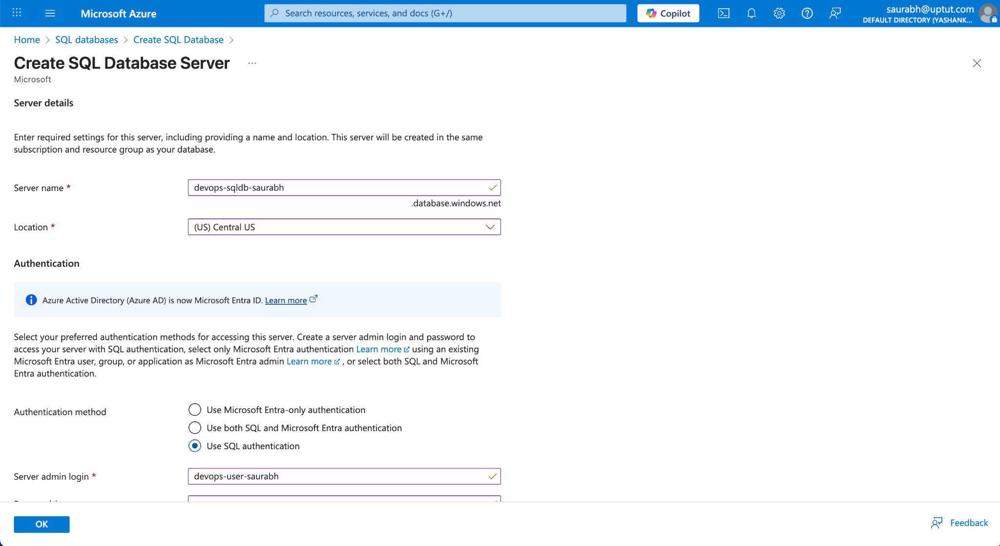 Microsoft Azure
Search resources, services, and docs (G+/)
Copilot
saurabh@uptut.com
DEFAULT DIRECTORY (YASHANK...
Home > SQL databases > Create SQL Database >
Create SQL Database Server ...
Microsoft
Server details
Enter required settings for this server, including providing a name and location. This server will be created in the same
subscription and resource group as your database.
Server name *
devops-sqldb-saurabh
.database.windows.net
Location *
(US) Central US
Authentication
Azure Active Directory (Azure AD) is now Microsoft Entra ID. Learn more
Select your preferred authentication methods for accessing this server. Create a server admin login and password to
access your server with SQL authentication, select only Microsoft Entra authentication Learn more using an existing
Microsoft Entra user, group, or application as Microsoft Entra admin Learn more , or select both SQL and Microsoft
Entra authentication.
Authentication method
Use Microsoft Entra-only authentication
Use both SQL and Microsoft Entra authentication
Use SQL authentication
Server admin login *
devops-user-saurabh
OK
Feedback